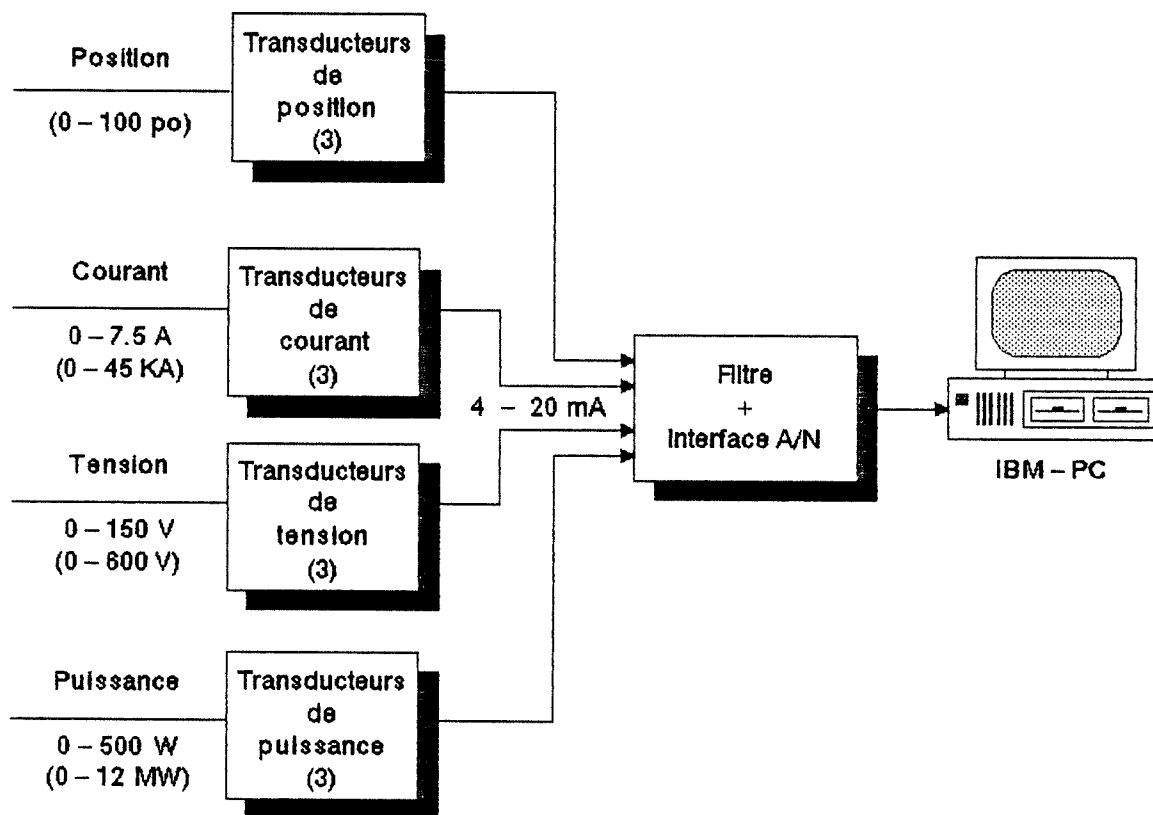 Position
(0 – 100 po)
Transducteurs
de
position
(3)
Courant
0 – 7.5 A
(0 – 45 KA)
Transducteurs
de
courant
(3)
4 – 20 mA
Filtre
+
Interface A/N
IBM – PC
Tension
0 – 150 V
(0 – 600 V)
Transducteurs
de
tension
(3)
Puissance
0 – 500 W
(0 – 12 MW)
Transducteurs
de
puissance
(3)